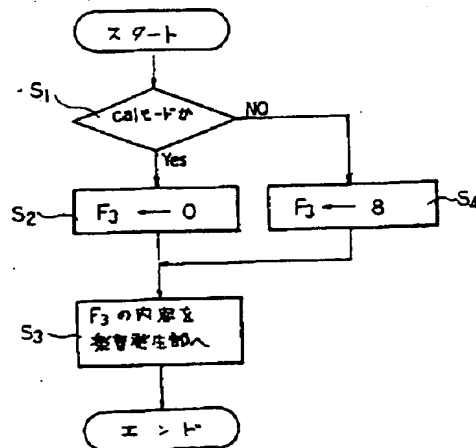 スタート
S1
calモードか
NO
Yes
S2
F3 ← 0
F3 ← 8
S4
S3
F3の内容を
楽音発生部へ
エンド